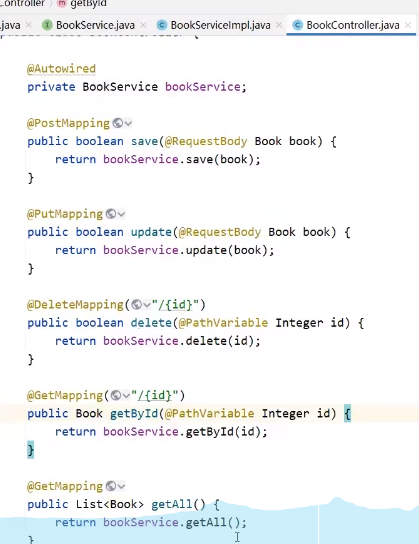 Controller > m getById
.java × I BookService.java × C BookServiceImpl.java × C BookController.java ×
@Autowired
private BookService bookService;
@PostMapping
public boolean save(@RequestBody Book book) {
return bookService.save(book);
}
@PutMapping
public boolean update(@RequestBody Book book) {
return bookService.update(book);
}
@DeleteMapping("/{id}")
public boolean delete(@PathVariable Integer id) {
return bookService.delete(id);
}
@GetMapping("/{id}")
public Book getById(@PathVariable Integer id) {
return bookService.getById(id);
}
@GetMapping
public List<Book> getAll() {
return bookService.getAll();
}